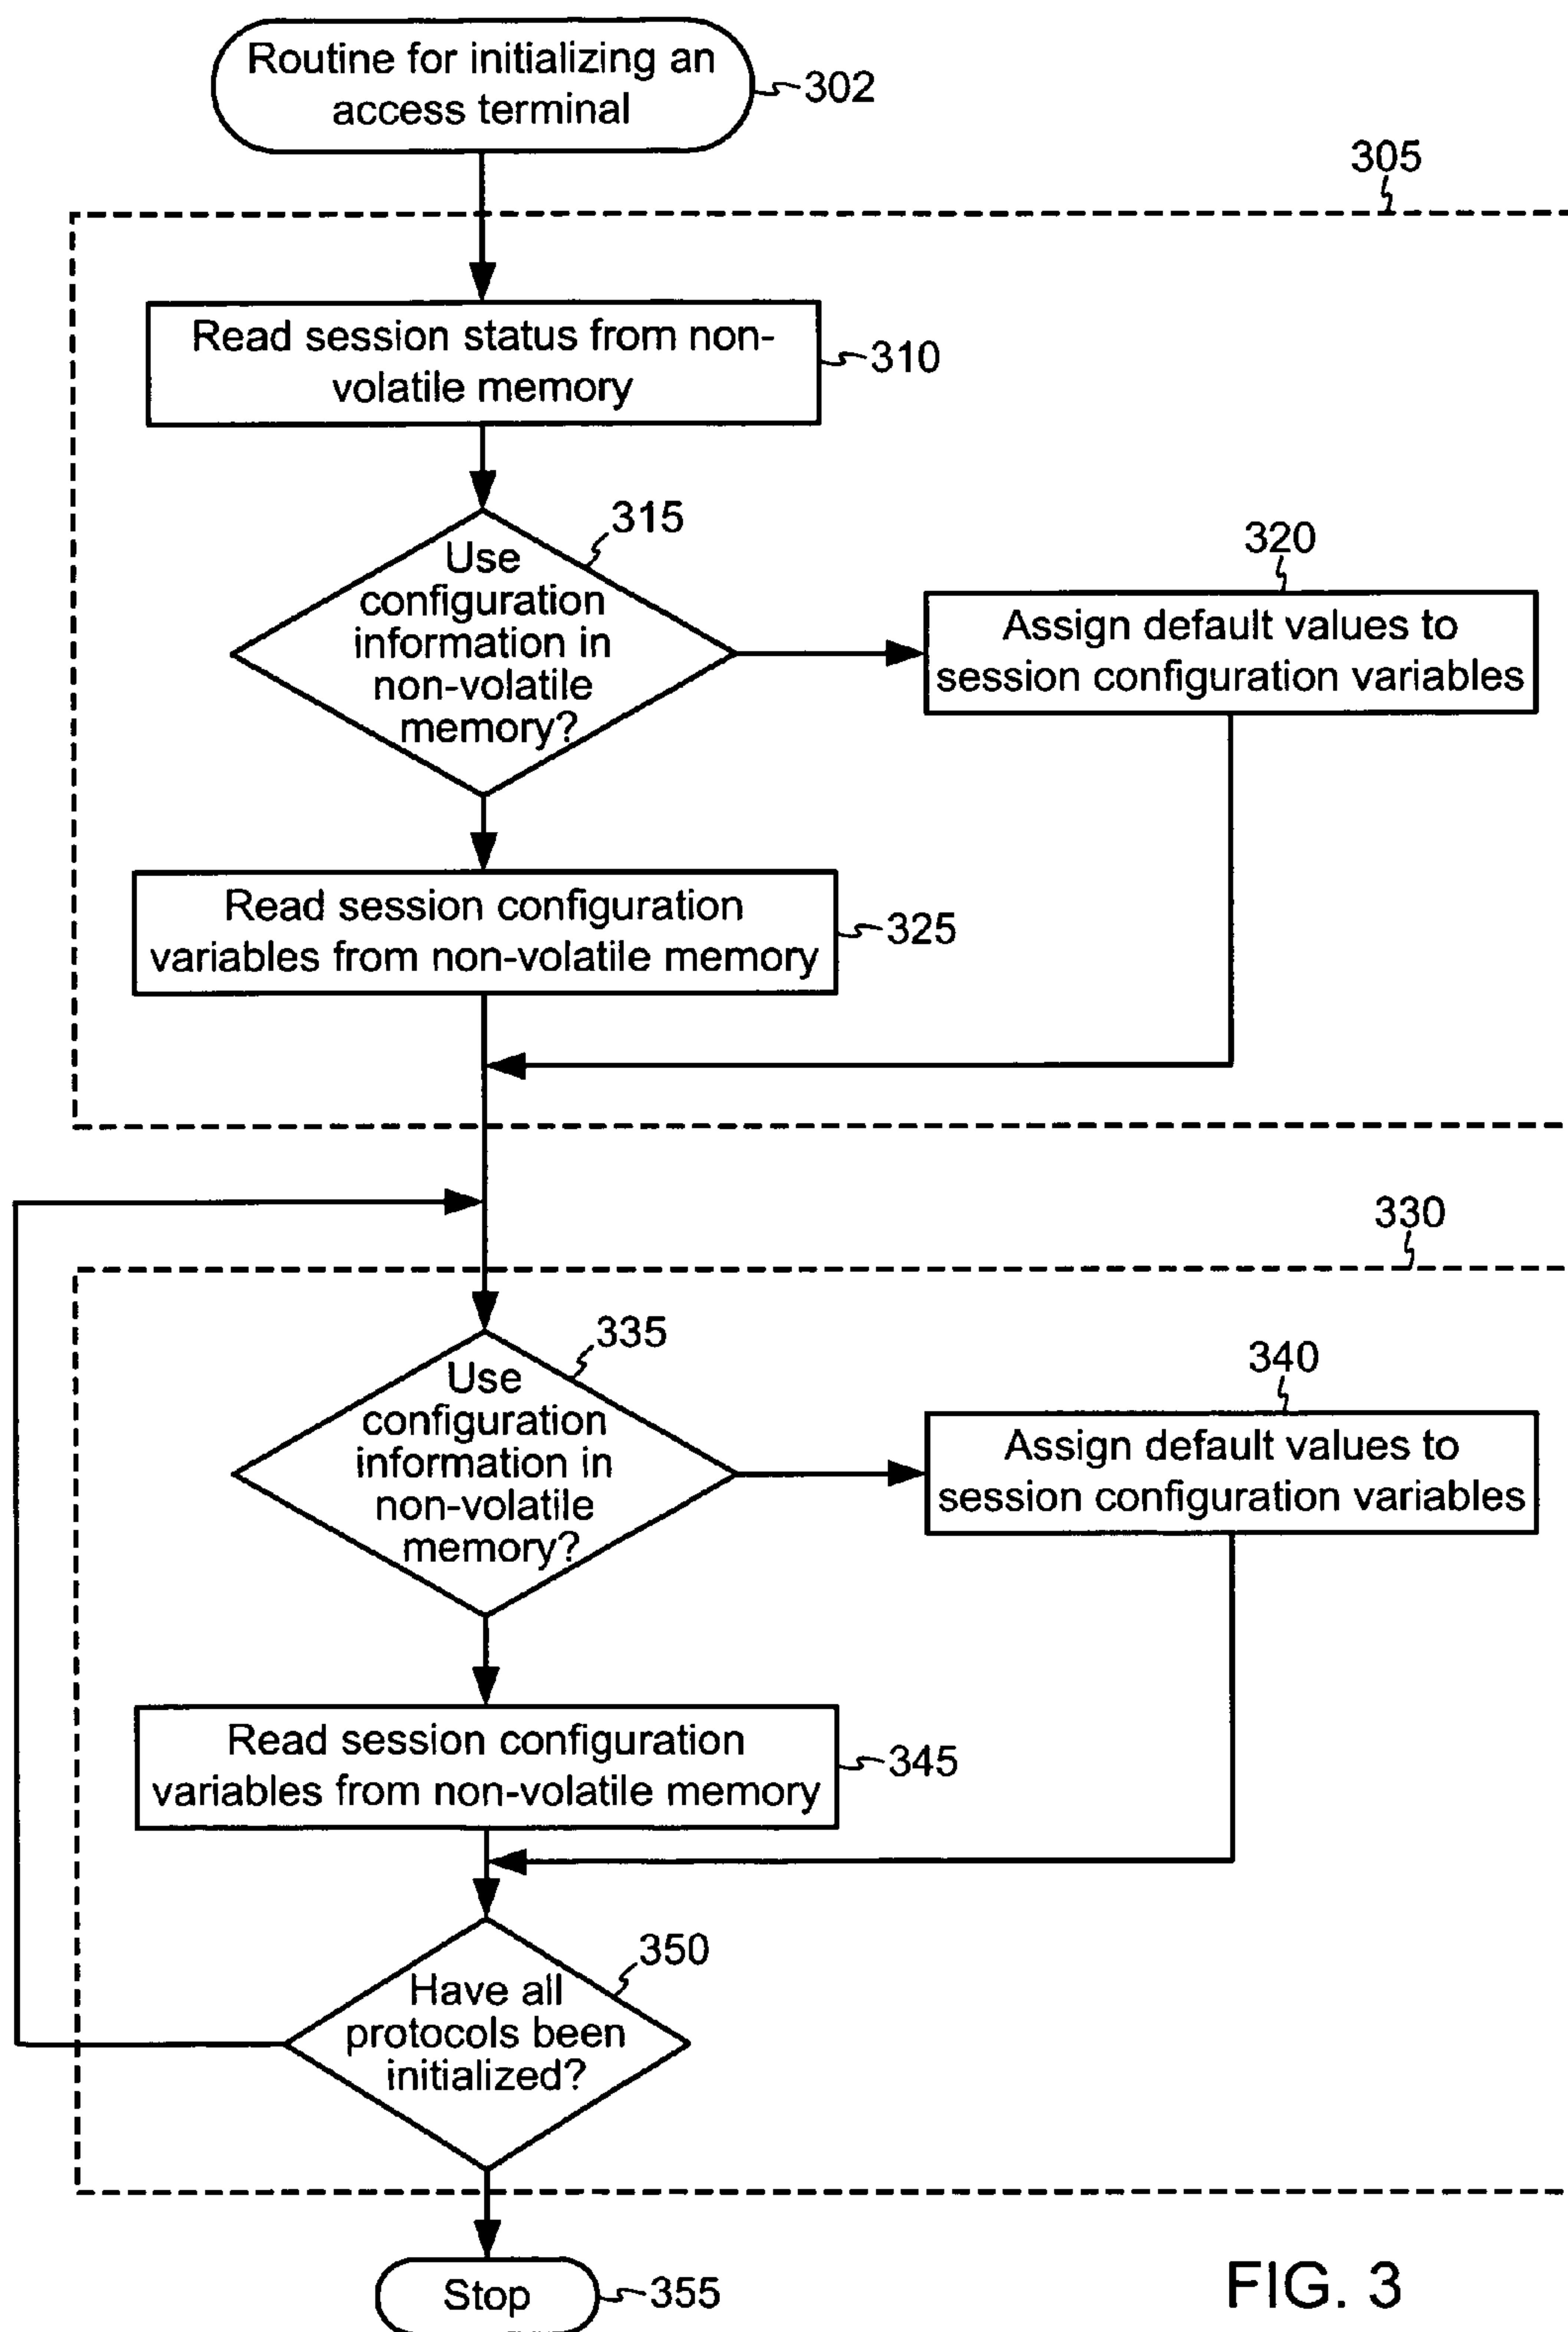 Routine for initializing an
access terminal
302
305
Read session status from non-
volatile memory
310
315
Use
configuration
information in
non-volatile
memory?
320
Assign default values to
session configuration variables
Read session configuration
variables from non-volatile memory
325
330
335
Use
configuration
information in
non-volatile
memory?
340
Assign default values to
session configuration variables
Read session configuration
variables from non-volatile memory
345
350
Have all
protocols been
initialized?
Stop
355
FIG. 3